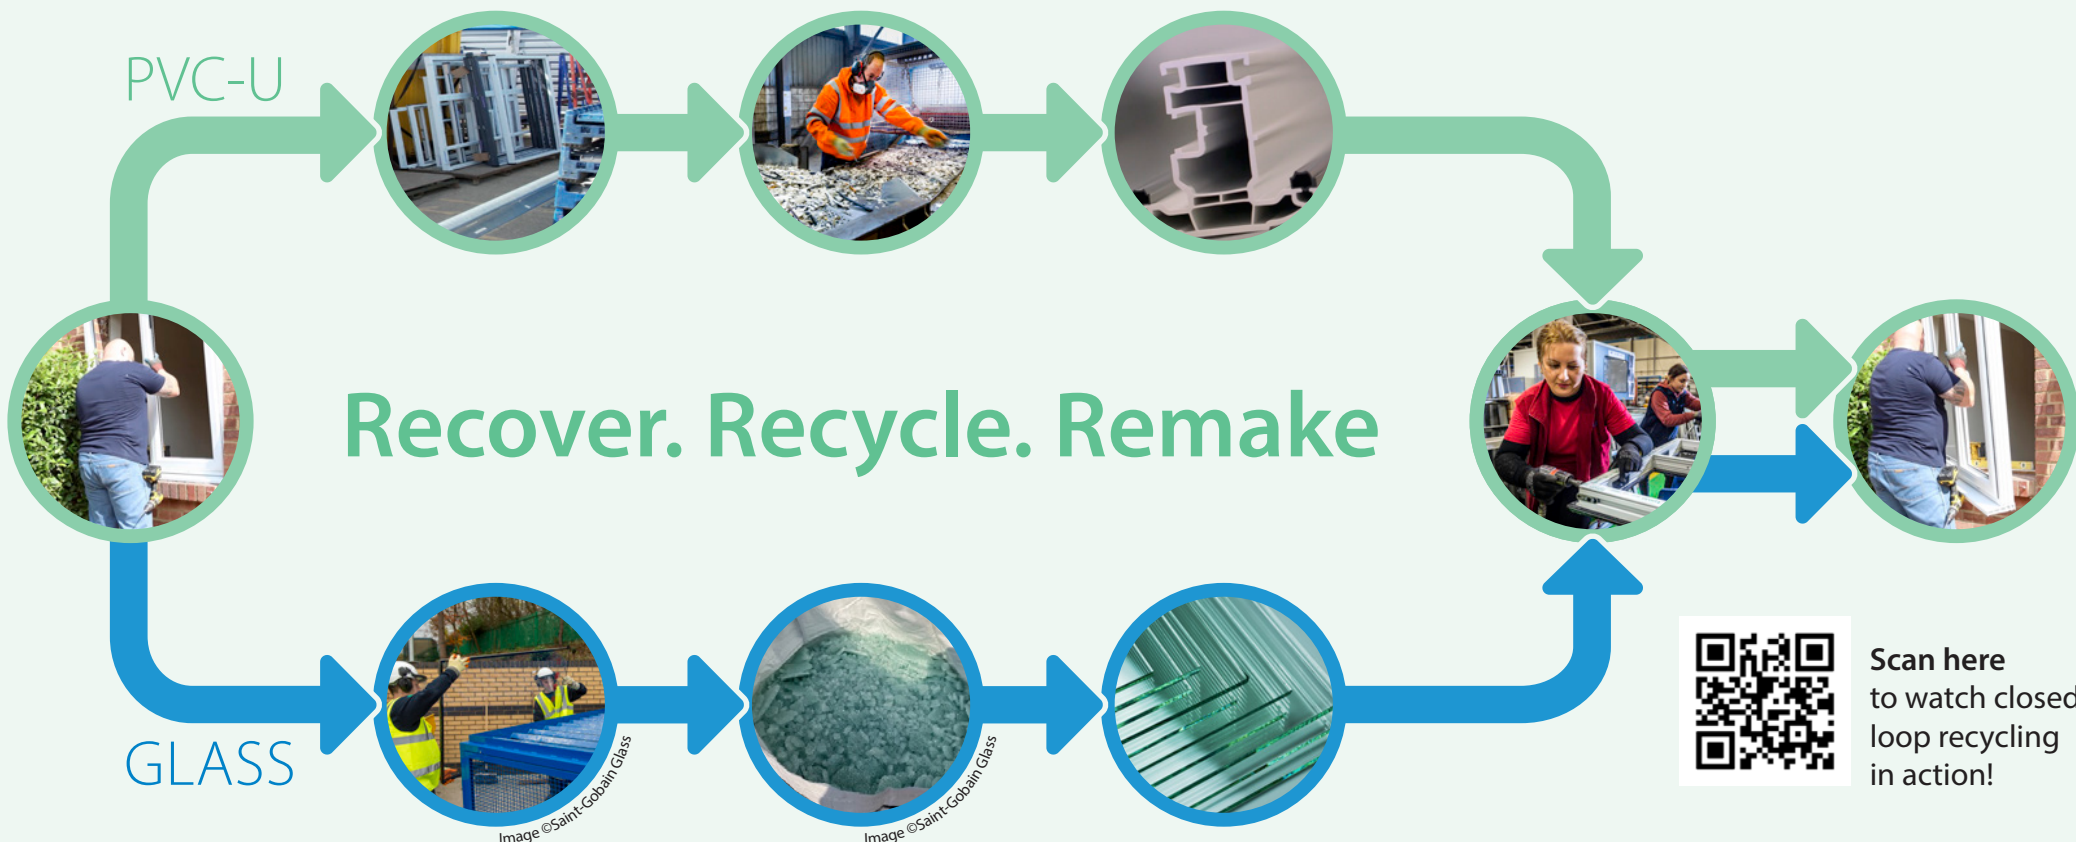 PVC-U
Recover. Recycle. Remake
GLASS
Image ©Saint-Gobain Glass
Image ©Saint-Gobain Glass
Scan here
to watch closed
loop recycling
in action!